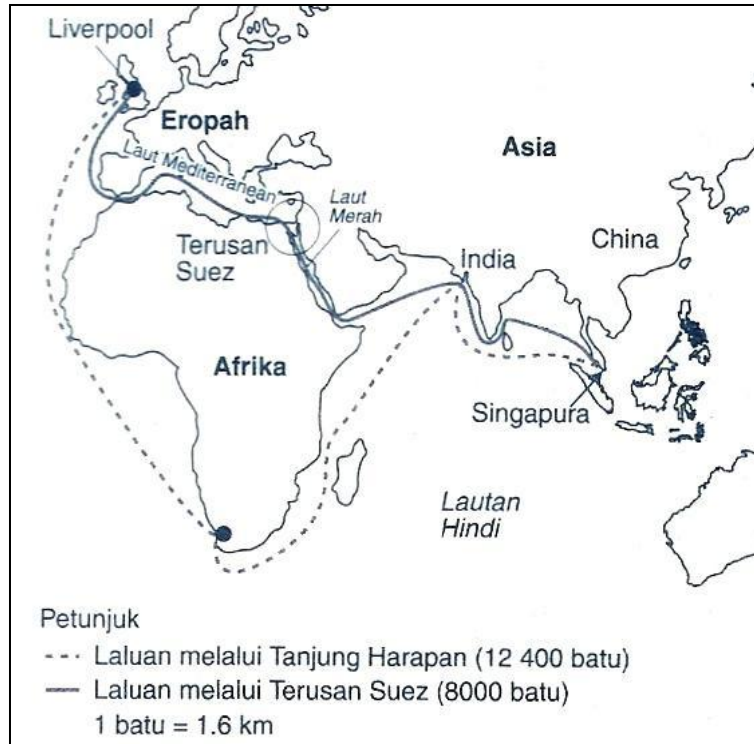 Liverpool
Eropah
Asia
Laut Mediterranean
Laut
Merah
Terusan
Suez
India
China
Afrika
Singapura
Lautan
Hindi
Petunjuk
Laluan melalui Tanjung Harapan (12 400 batu)
Laluan melalui Terusan Suez (8000 batu)
1 batu = 1.6 km